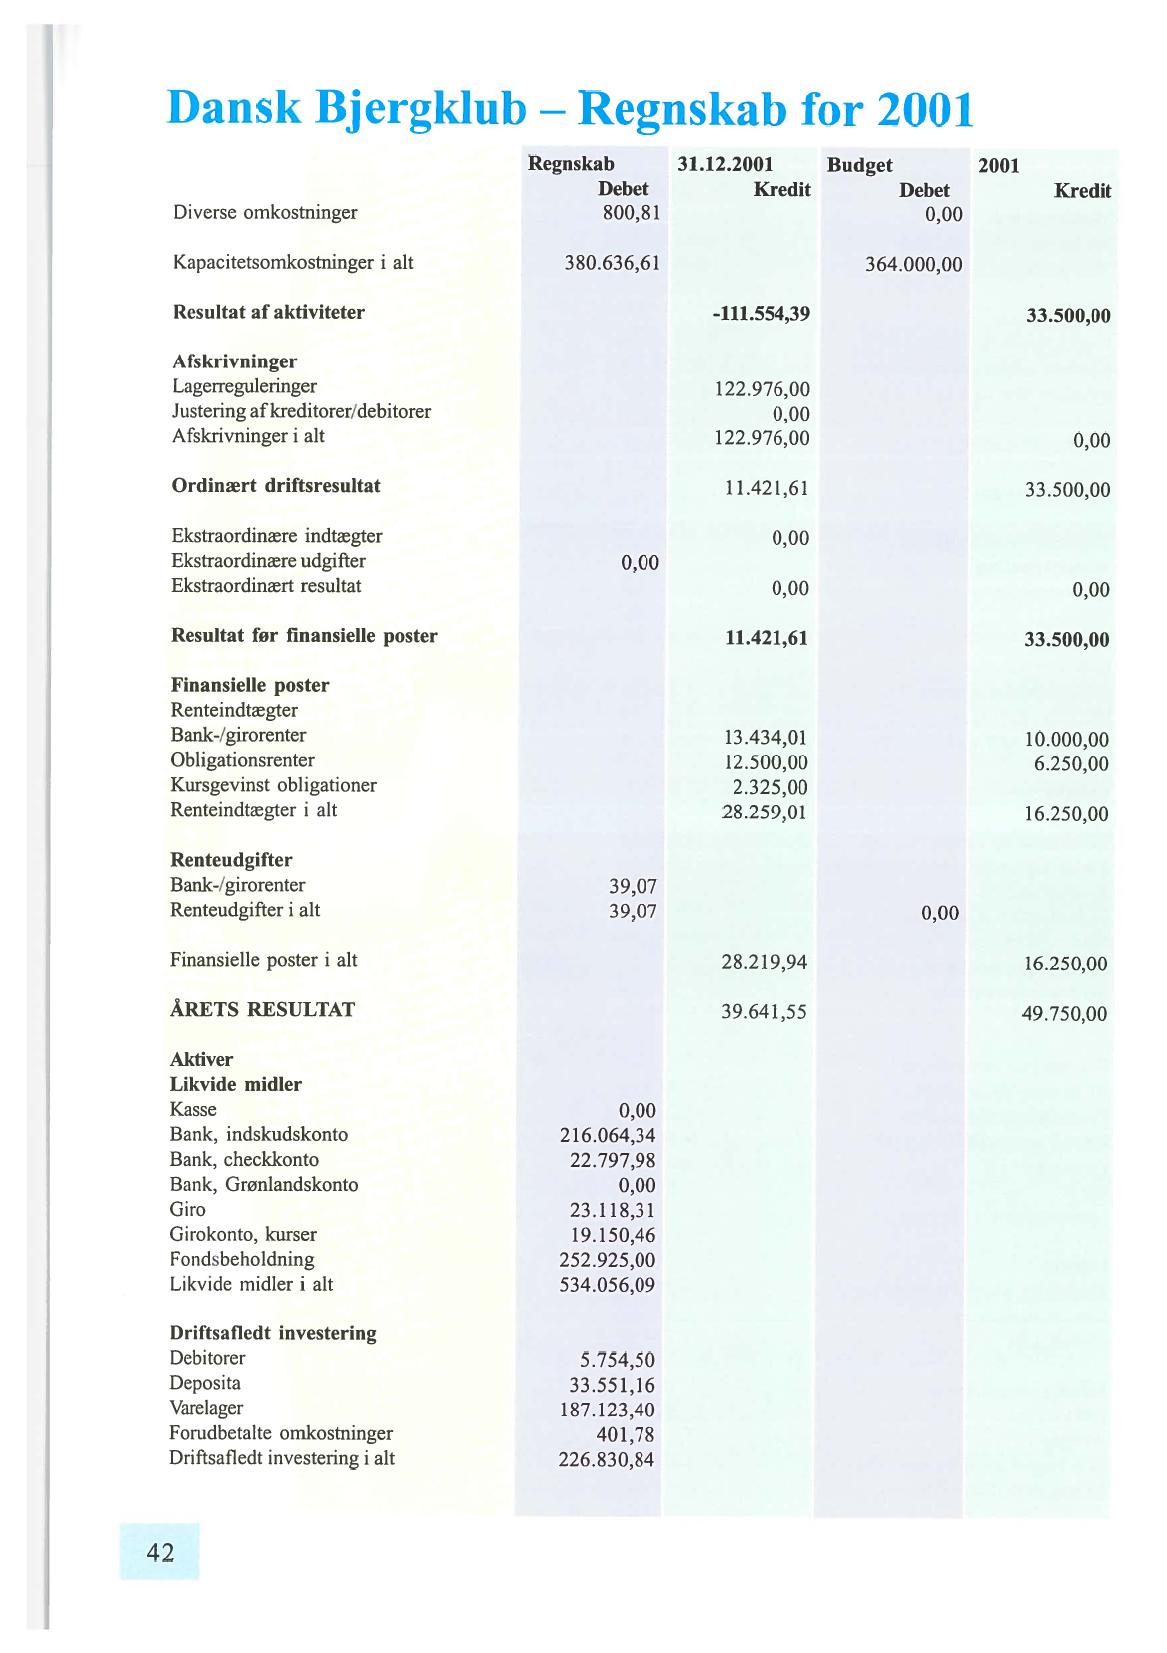 Dansk Bjergklub – Regnskab for 2001
Regnskab 31.12.2001 Budget 2001
Debet Kredit Debet Kredit
Diverse omkostninger 800,81 0,00
Kapacitetsomkostninger i alt 380.636,61 364.000,00
Resultat af aktiviteter -111.554,39 33.500,00
Afskrivninger
Lagerreguleringer 122.976,00
Justering af kreditorer/debitorer 0,00
Afskrivninger i alt 122.976,00 0,00
Ordinært driftsresultat 11.421,61 33.500,00
Ekstraordinære indtægter 0,00
Ekstraordinære udgifter 0,00
Ekstraordinært resultat 0,00 0,00
Resultat før finansielle poster 11.421,61 33.500,00
Finansielle poster
Renteindtægter
Bank-/girorenter 13.434,01 10.000,00
Obligationsrenter 12.500,00 6.250,00
Kursgevinst obligationer 2.325,00
Renteindtægter i alt 28.259,01 16.250,00
Renteudgifter
Bank-/girorenter 39,07
Renteudgifter i alt 39,07 0,00
Finansielle poster i alt 28.219,94 16.250,00
ÅRETS RESULTAT 39.641,55 49.750,00
Aktiver
Likvide midler
Kasse 0,00
Bank, indskudskonto 216.064,34
Bank, checkkonto 22.797,98
Bank, Grønlandskonto 0,00
Giro 23.118,31
Girokonto, kurser 19.150,46
Fondsbeholdning 252.925,00
Likvide midler i alt 534.056,09
Driftsafledt investering
Debitorer 5.754,50
Deposita 33.551,16
Varelager 187.123,40
Forudbetalte omkostninger 401,78
Driftsafledt investering i alt 226.830,84
42